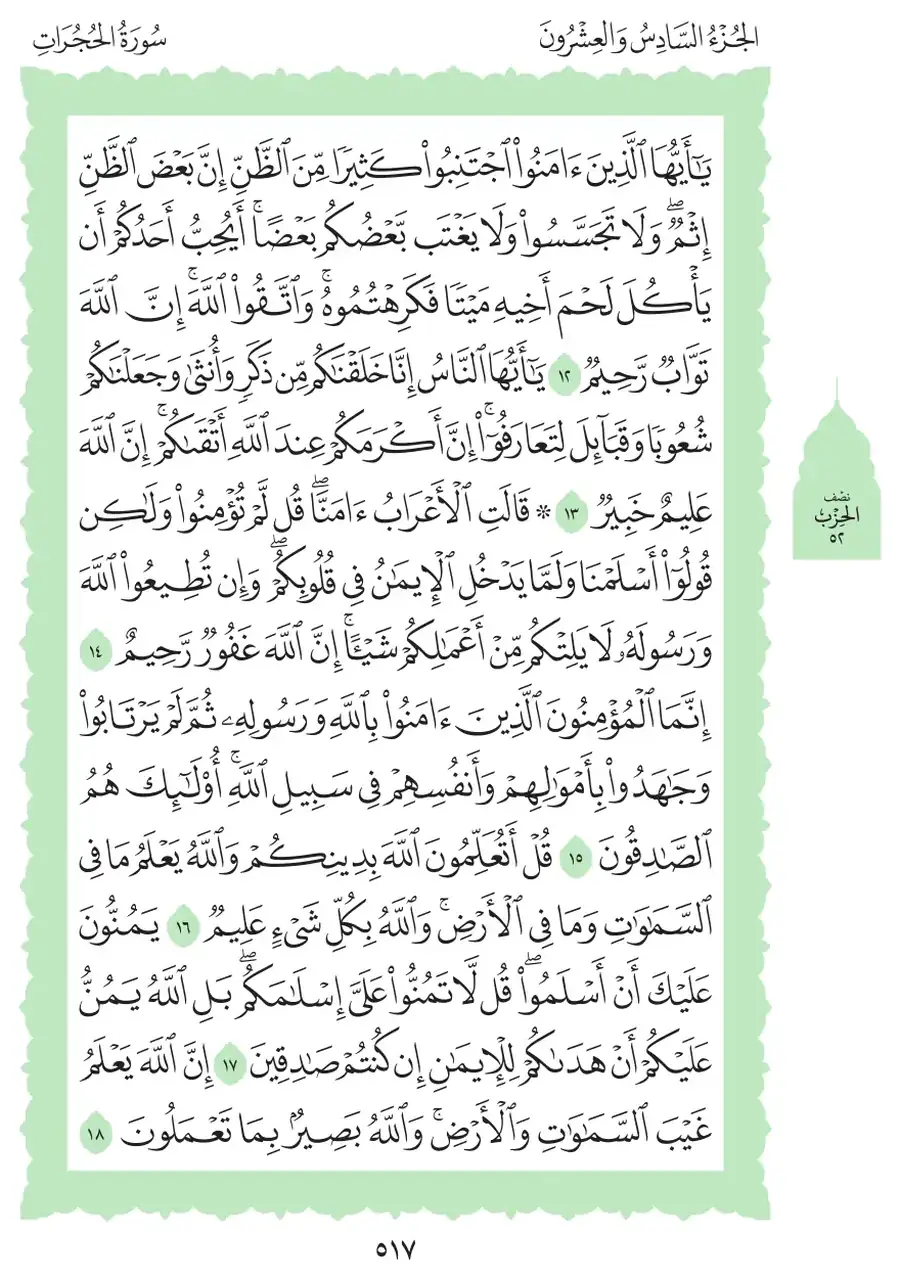 الجُزْءُ السَّادِسُ وَالعِشْرُونَ
سُورَةُ الحُجُرَاتِ
يَٰٓأَيُّهَا ٱلَّذِينَ ءَامَنُواْ ٱجۡتَنِبُواْ كَثِيرٗا مِّنَ ٱلظَّنِّ إِنَّ بَعۡضَ ٱلظَّنِّ
إِثۡمٞۖ وَلَا تَجَسَّسُواْ وَلَا يَغۡتَب بَّعۡضُكُم بَعۡضًاۚ أَيُحِبُّ أَحَدُكُمۡ أَن
يَأۡكُلَ لَحۡمَ أَخِيهِ مَيۡتٗا فَكَرِهۡتُمُوهُۚ وَٱتَّقُواْ ٱللَّهَۚ إِنَّ ٱللَّهَ
تَوَّابٞ رَّحِيمٞ ١٢ يَٰٓأَيُّهَا ٱلنَّاسُ إِنَّا خَلَقۡنَٰكُم مِّن ذَكَرٖ وَأُنثَىٰ وَجَعَلۡنَٰكُمۡ
شُعُوبٗا وَقَبَآئِلَ لِتَعَارَفُوٓاْۚ إِنَّ أَكۡرَمَكُمۡ عِندَ ٱللَّهِ أَتۡقَىٰكُمۡۚ إِنَّ ٱللَّهَ
عَلِيمٌ خَبِيرٞ ١٣ ۞ قَالَتِ ٱلۡأَعۡرَابُ ءَامَنَّاۖ قُل لَّمۡ تُؤۡمِنُواْ وَلَٰكِن
قُولُوٓاْ أَسۡلَمۡنَا وَلَمَّا يَدۡخُلِ ٱلۡإِيمَٰنُ فِي قُلُوبِكُمۡۖ وَإِن تُطِيعُواْ ٱللَّهَ
وَرَسُولَهُۥ لَا يَلِتۡكُم مِّنۡ أَعۡمَٰلِكُمۡ شَيۡـًٔاۚ إِنَّ ٱللَّهَ غَفُورٞ رَّحِيمٌ ١٤
إِنَّمَا ٱلۡمُؤۡمِنُونَ ٱلَّذِينَ ءَامَنُواْ بِٱللَّهِ وَرَسُولِهِۦ ثُمَّ لَمۡ يَرۡتَابُواْ
وَجَٰهَدُواْ بِأَمۡوَٰلِهِمۡ وَأَنفُسِهِمۡ فِي سَبِيلِ ٱللَّهِۚ أُوْلَٰٓئِكَ هُمُ
ٱلصَّٰدِقُونَ ١٥ قُلۡ أَتُعَلِّمُونَ ٱللَّهَ بِدِينِكُمۡ وَٱللَّهُ يَعۡلَمُ مَا فِي
ٱلسَّمَٰوَٰتِ وَمَا فِي ٱلۡأَرۡضِۚ وَٱللَّهُ بِكُلِّ شَيۡءٍ عَلِيمٞ ١٦ يَمُنُّونَ
عَلَيۡكَ أَنۡ أَسۡلَمُواْۖ قُل لَّا تَمُنُّواْ عَلَيَّ إِسۡلَٰمَكُمۖ بَلِ ٱللَّهُ يَمُنُّ
عَلَيۡكُمۡ أَنۡ هَدَىٰكُمۡ لِلۡإِيمَٰنِ إِن كُنتُمۡ صَٰدِقِينَ ١٧ إِنَّ ٱللَّهَ يَعۡلَمُ
غَيۡبَ ٱلسَّمَٰوَٰتِ وَٱلۡأَرۡضِۚ وَٱللَّهُ بَصِيرُۢ بِمَا تَعۡمَلُونَ ١٨
نصْف
الحِزْبُ
٥٢
٥١٧